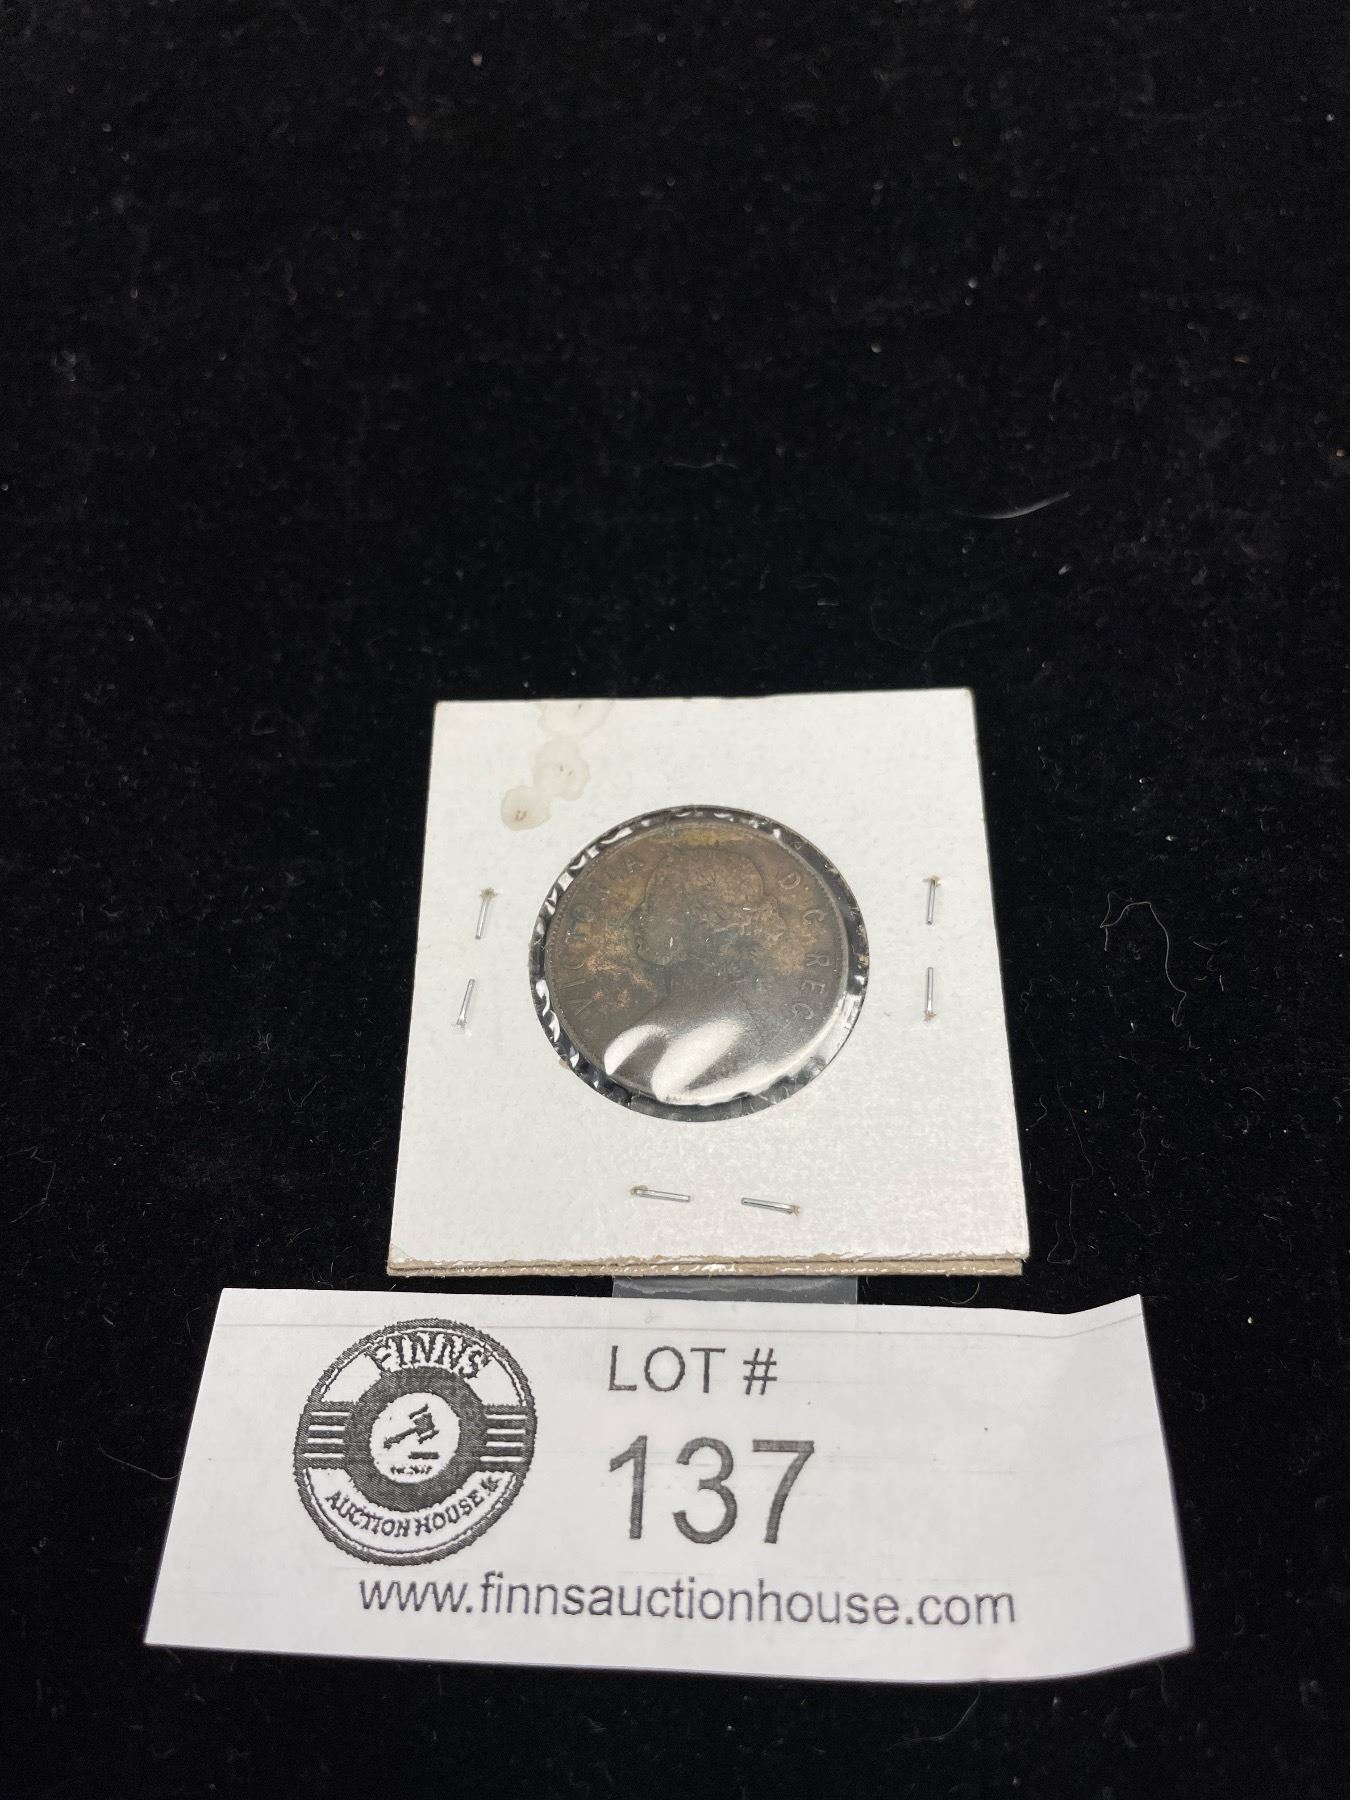 VICTORIA D.G. REG.
FINNS
AUCTION HOUSE
LOT #
137
www.finnsauctionhouse.com